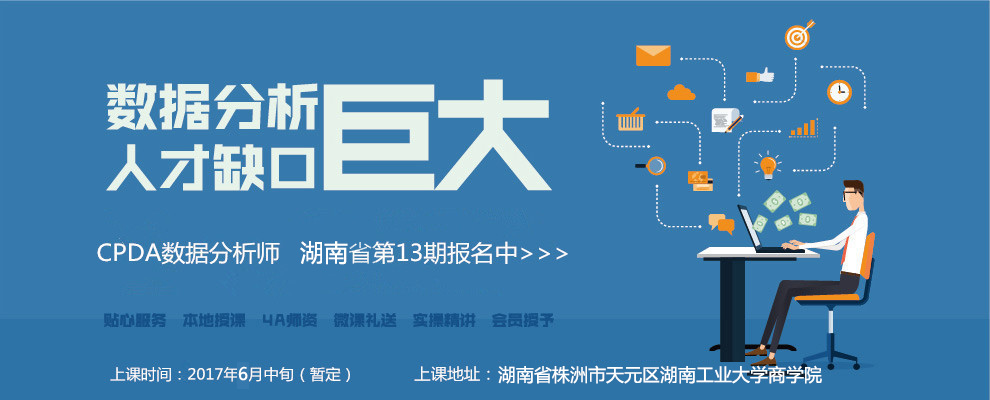 数据分析
人才缺口
巨大
CPDA数据分析师 湖南省第13期报名中>>>
贴心服务 本地授课 4A师资 微课礼送 实操精讲 会员授予
上课时间：2017年6月中旬（暂定） 上课地址：湖南省株洲市天元区湖南工业大学商学院